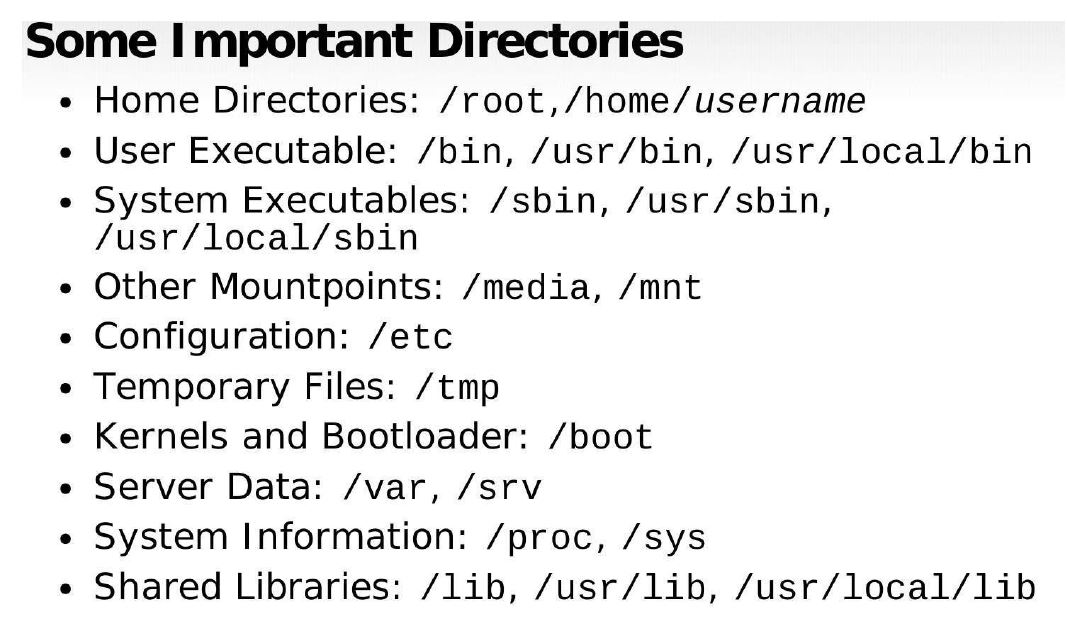 Some Important Directories
• Home Directories: /root,/home/username
• User Executable: /bin, /usr/bin, /usr/local/bin
• System Executables: /sbin, /usr/sbin,
/usr/local/sbin
• Other Mountpoints: /media, /mnt
• Configuration: /etc
• Temporary Files: /tmp
• Kernels and Bootloader: /boot
• Server Data: /var, /srv
• System Information: /proc, /sys
• Shared Libraries: /lib, /usr/lib, /usr/local/lib